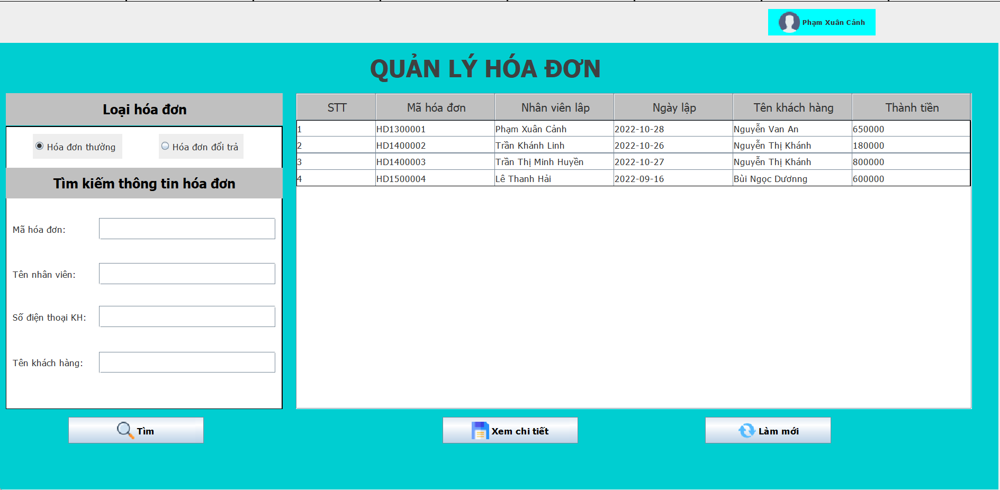 Phạm Xuân Cảnh
QUẢN LÝ HÓA ĐƠN
Loại hóa đơn
Hóa đơn thường
Hóa đơn đổi trả
Tìm kiếm thông tin hóa đơn
Mã hóa đơn:
Tên nhân viên:
Số điện thoại KH:
Tên khách hàng:
Tìm
STT Mã hóa đơn Nhân viên lâp Ngày lập Tên khách hàng Thành tiền
1 HD1300001 Phạm Xuân Cảnh 2022-10-28 Nguyễn Van An 650000
2 HD1400002 Trần Khánh Linh 2022-10-26 Nguyễn Thị Khánh 180000
3 HD1400003 Trần Thị Minh Huyền 2022-10-27 Nguyễn Thị Khánh 800000
4 HD1500004 Lê Thanh Hải 2022-09-16 Bùi Ngọc Dươnng 600000
Xem chi tiết
Làm mới